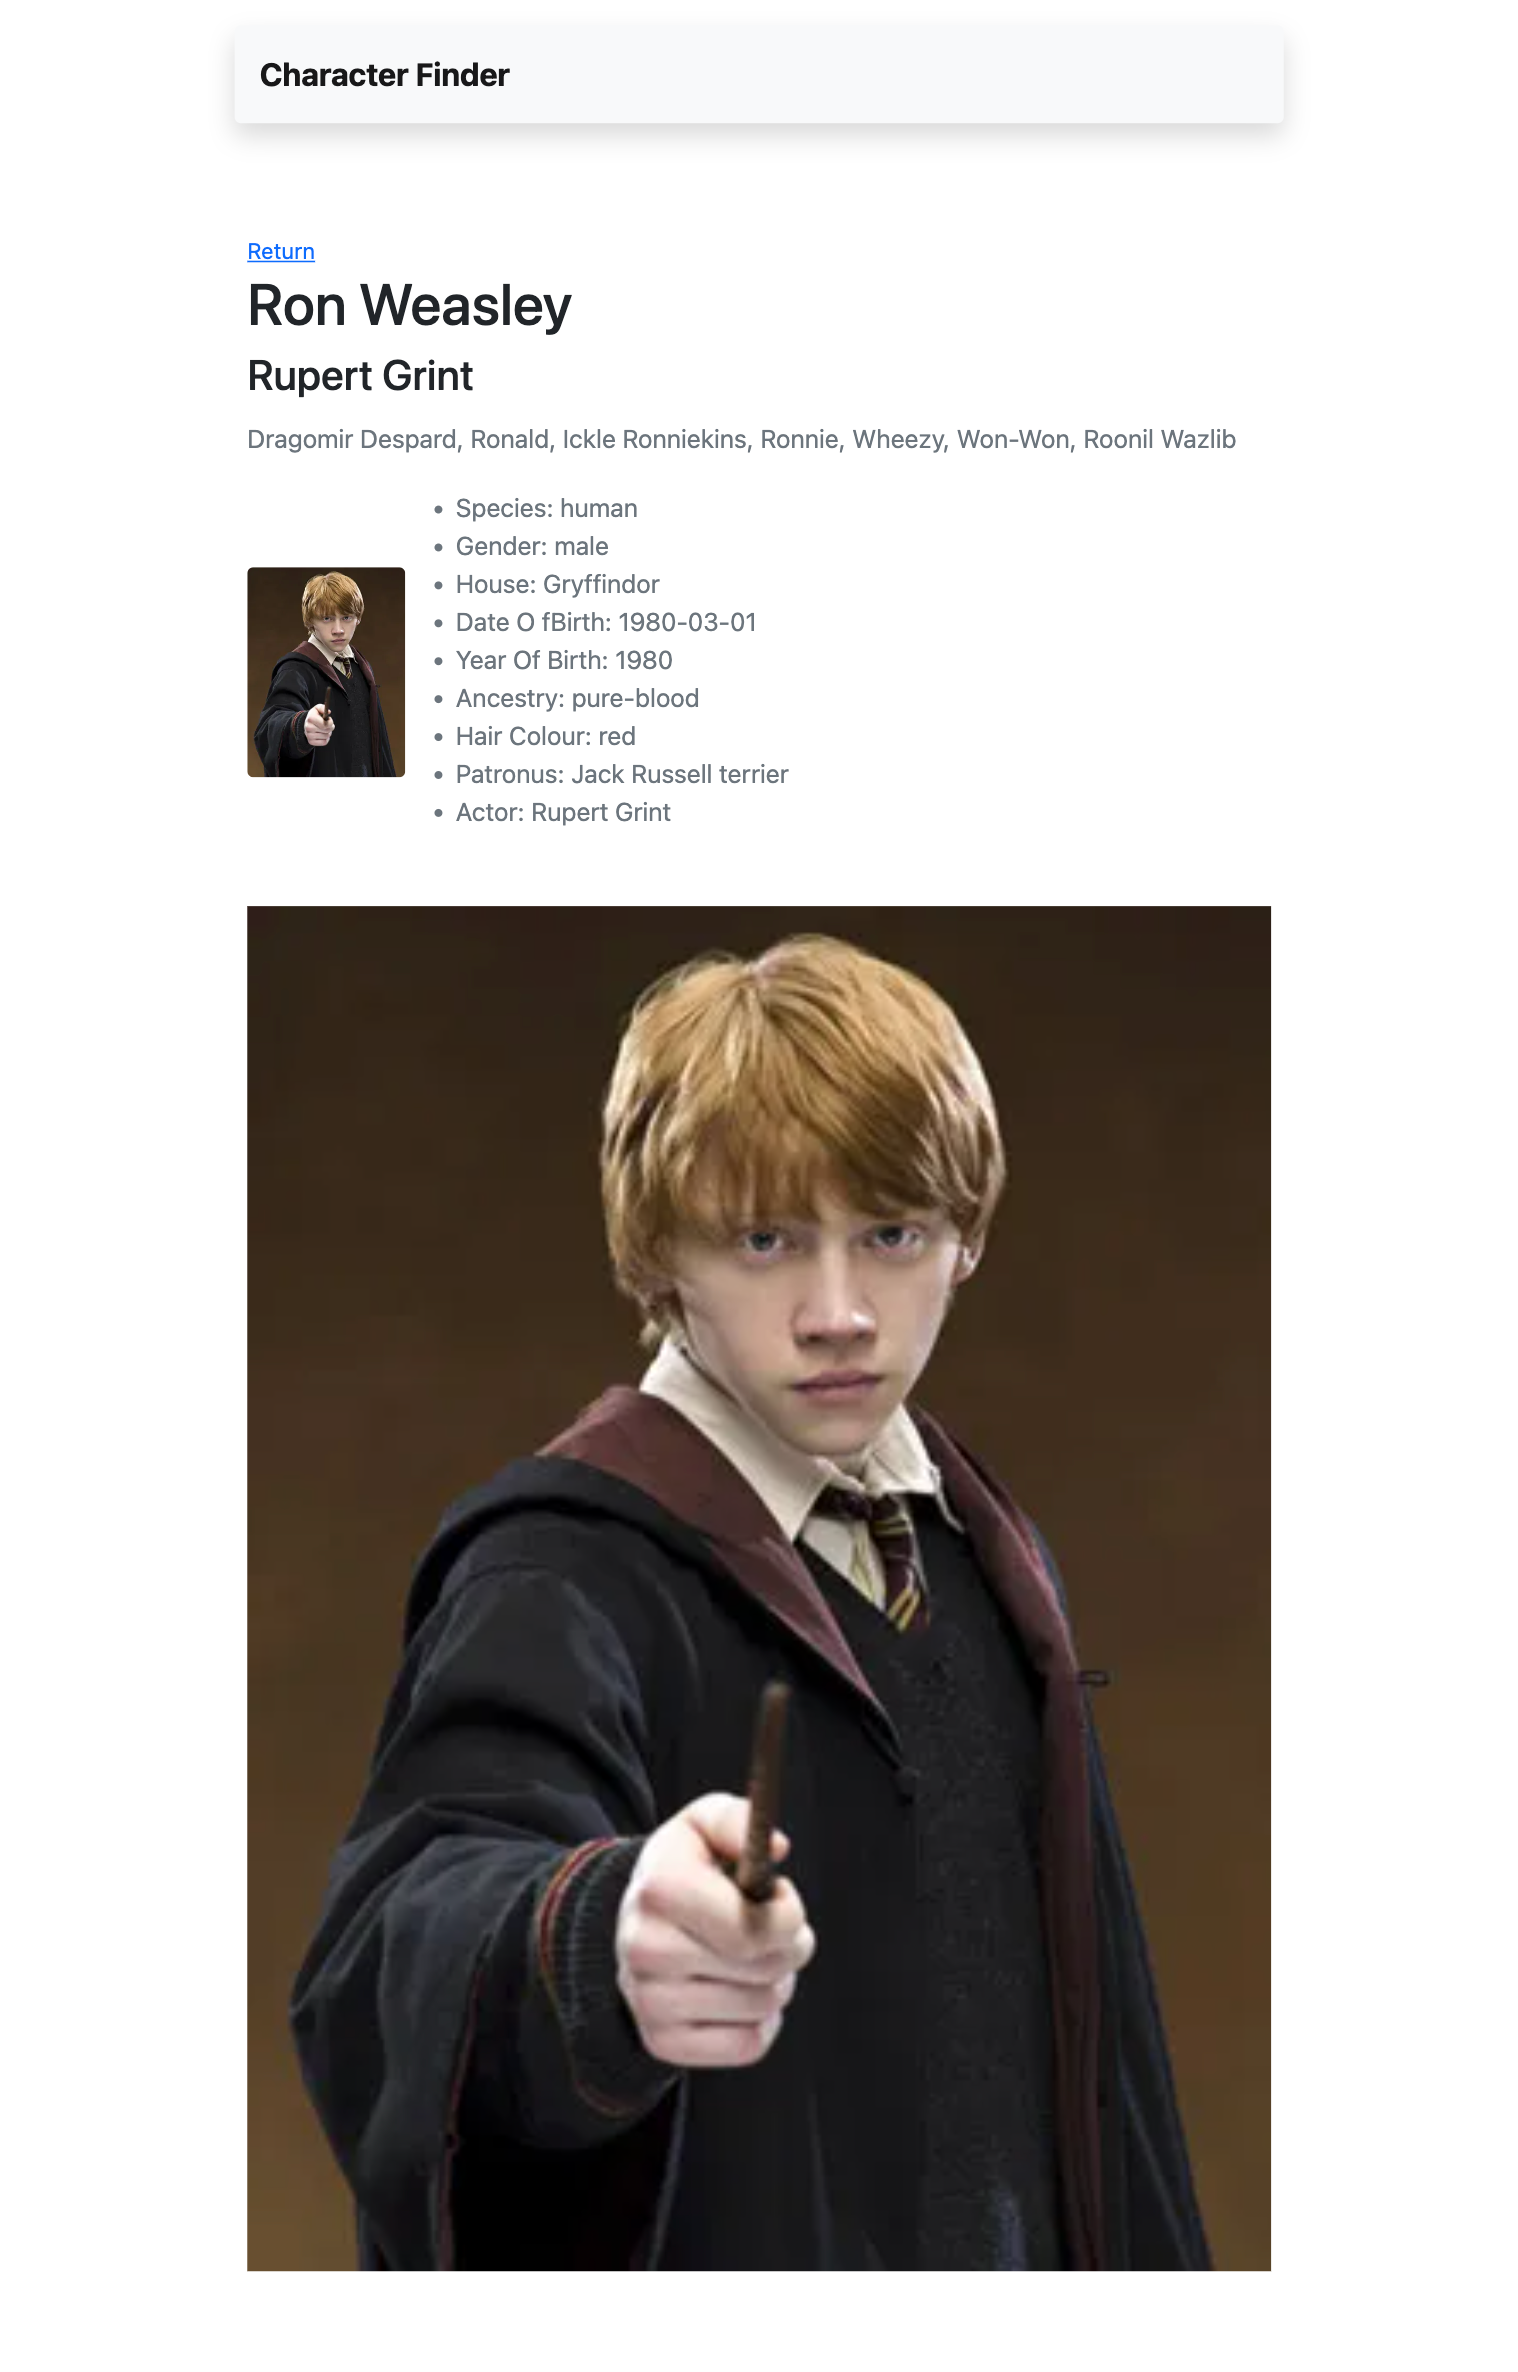 Character Finder
Return
Ron Weasley
Rupert Grint
Dragomir Despard, Ronald, Ickle Ronniekins, Ronnie, Wheezy, Won-Won, Roonil Wazlib
Species: human
Gender: male
House: Gryffindor
Date O fBirth: 1980-03-01
Year Of Birth: 1980
Ancestry: pure-blood
Hair Colour: red
Patronus: Jack Russell terrier
Actor: Rupert Grint